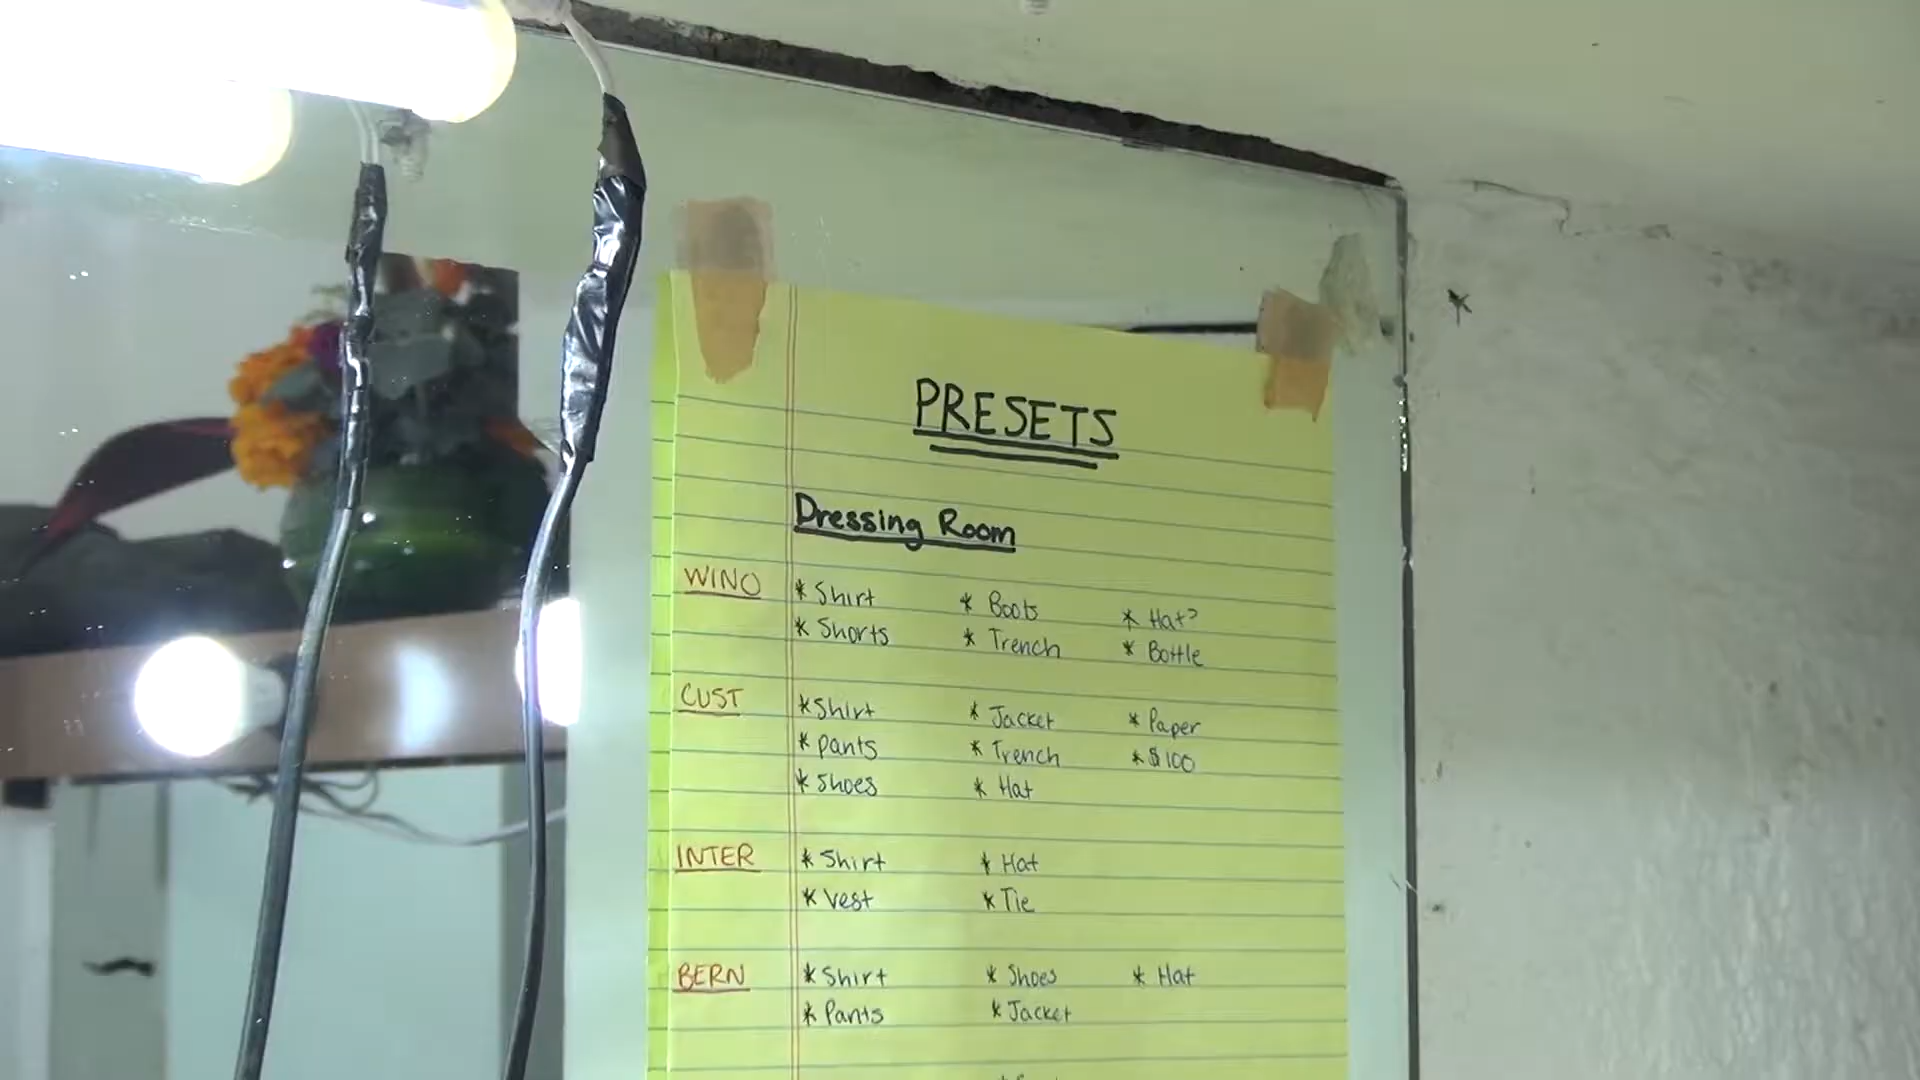 PRESETS
Dressing Room
WINO * Shirt * Boots * Hat?
* Shorts * Trench * Bottle
CUST * Shirt * Jacket * Paper
* pants * Trench * $100
* Shoes * Hat
INTER * Shirt * Hat
* Vest * Tie
BERN * Shirt * Shoes * Hat
* Pants * Jacket